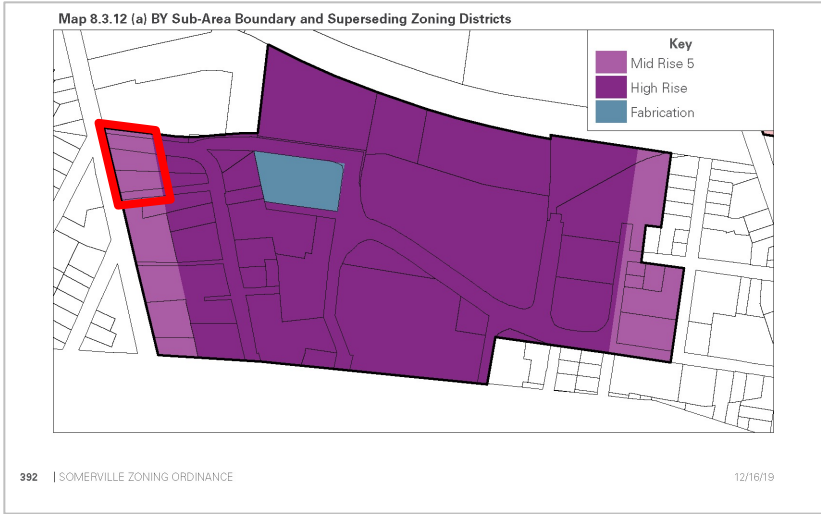 Map 8.3.12 (a) BY Sub-Area Boundary and Superseding Zoning Districts
Key
Mid Rise 5
High Rise
Fabrication
392 | SOMERVILLE ZONING ORDINANCE
12/16/19